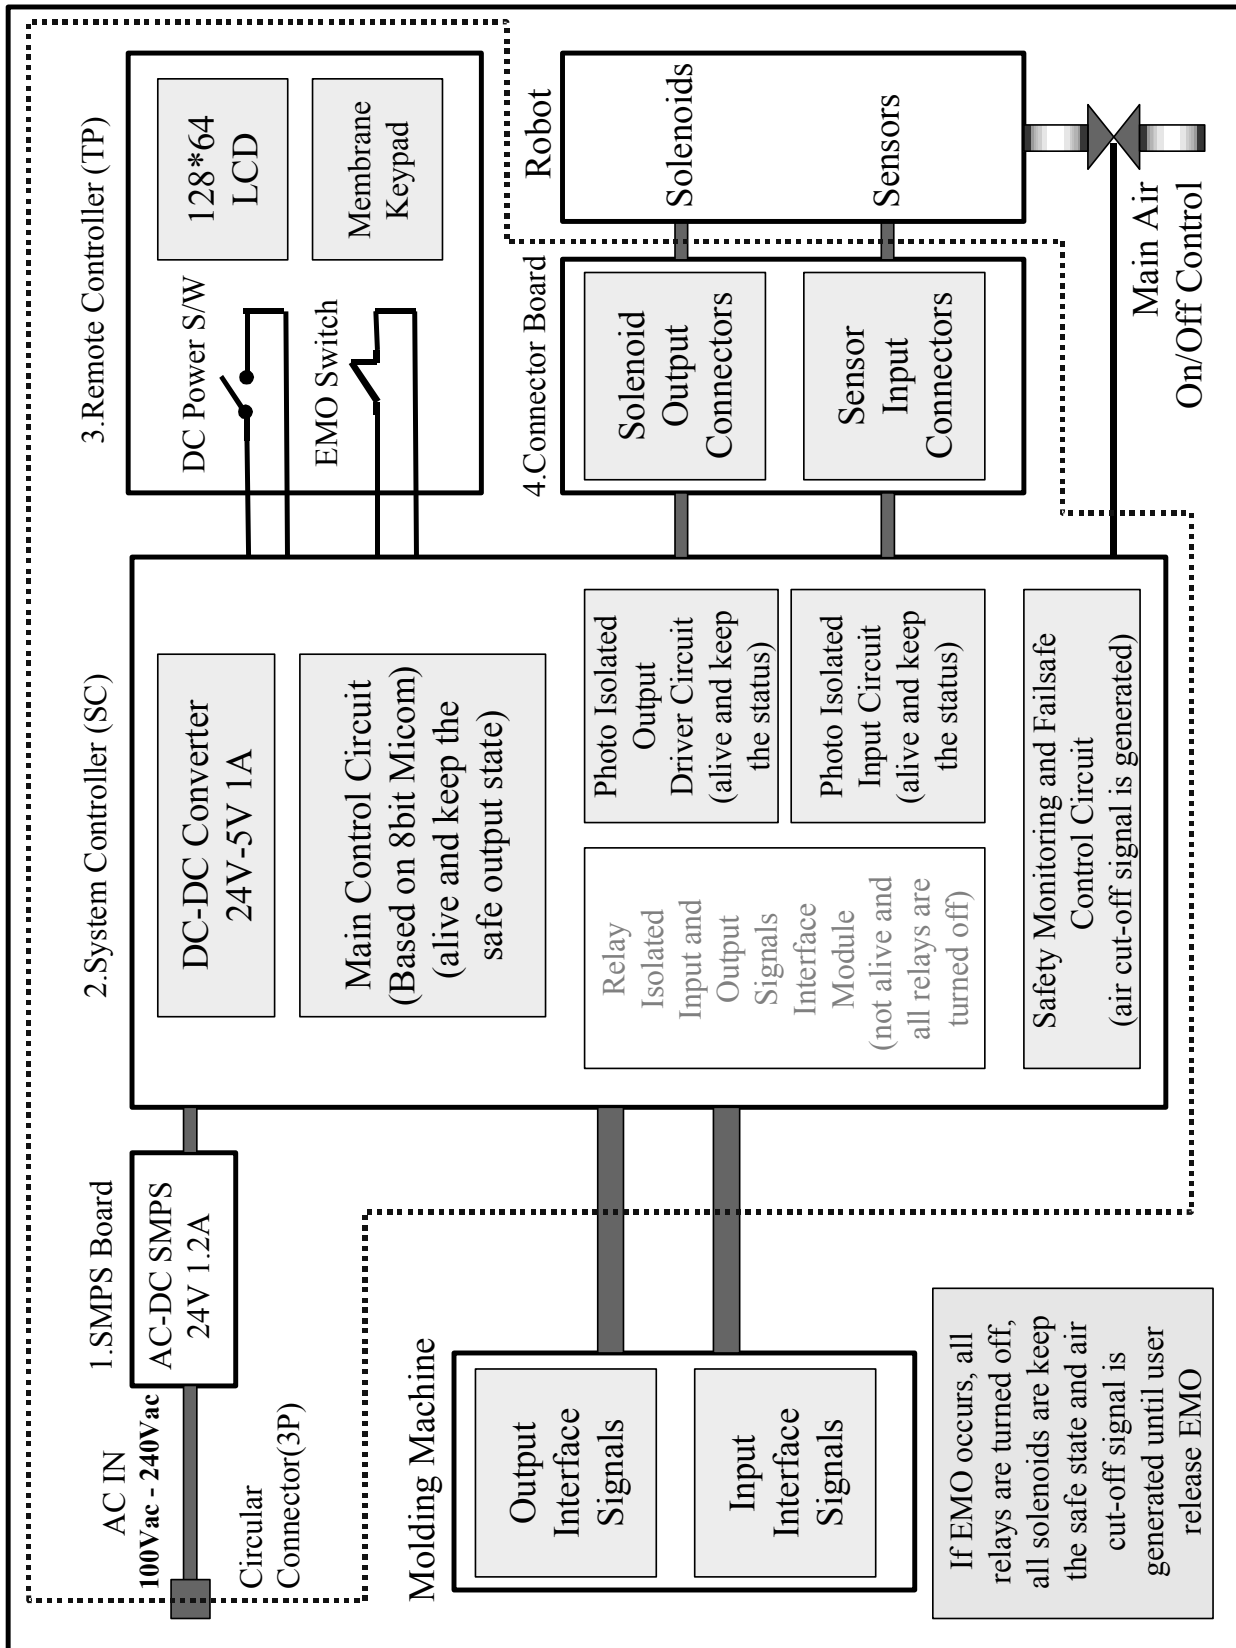 AC IN
100Vac - 240Vac
Circular
Connector(3P)
1.SMPS Board
AC-DC SMPS
24V 1.2A
2.System Controller (SC)
DC-DC Converter
24V-5V 1A
Main Control Circuit
(Based on 8bit Micom)
(alive and keep the
safe output state)
Relay
Isolated
Input and
Output
Signals
Interface
Module
(not alive and
all relays are
turned off)
Photo Isolated
Output
Driver Circuit
(alive and keep
the status)
Photo Isolated
Input Circuit
(alive and keep
the status)
Safety Monitoring and Failsafe
Control Circuit
(air cut-off signal is generated)
3.Remote Controller (TP)
DC Power S/W
128*64
LCD
EMO Switch
Membrane
Keypad
4.Connector Board
Solenoid
Output
Connectors
Sensor
Input
Connectors
Robot
Solenoids
Sensors
Main Air
On/Off Control
Molding Machine
Output
Interface
Signals
Input
Interface
Signals
If EMO occurs, all
relays are turned off,
all solenoids are keep
the safe state and air
cut-off signal is
generated until user
release EMO